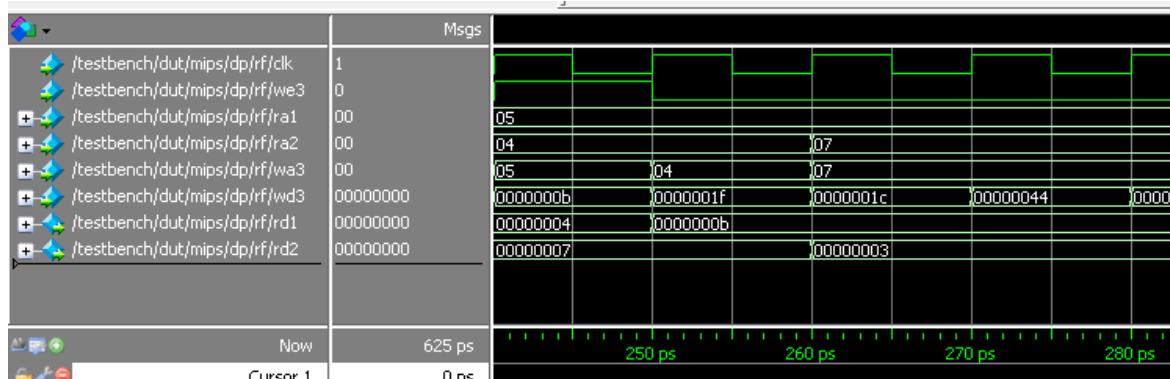 Msgs
/testbench/dut/mips/dp/rf/clk 1
/testbench/dut/mips/dp/rf/we3 0
/testbench/dut/mips/dp/rf/ra1 00 05
/testbench/dut/mips/dp/rf/ra2 00 04 07
/testbench/dut/mips/dp/rf/wa3 00 05 04 07
/testbench/dut/mips/dp/rf/wd3 00000000 0000000b 0000001f 0000001c 00000044 0000
/testbench/dut/mips/dp/rf/rd1 00000000 00000004 0000000b
/testbench/dut/mips/dp/rf/rd2 00000000 00000007 00000003
Now 625 ps 250 ps 260 ps 270 ps 280 ps
Cursor 1 0 ps